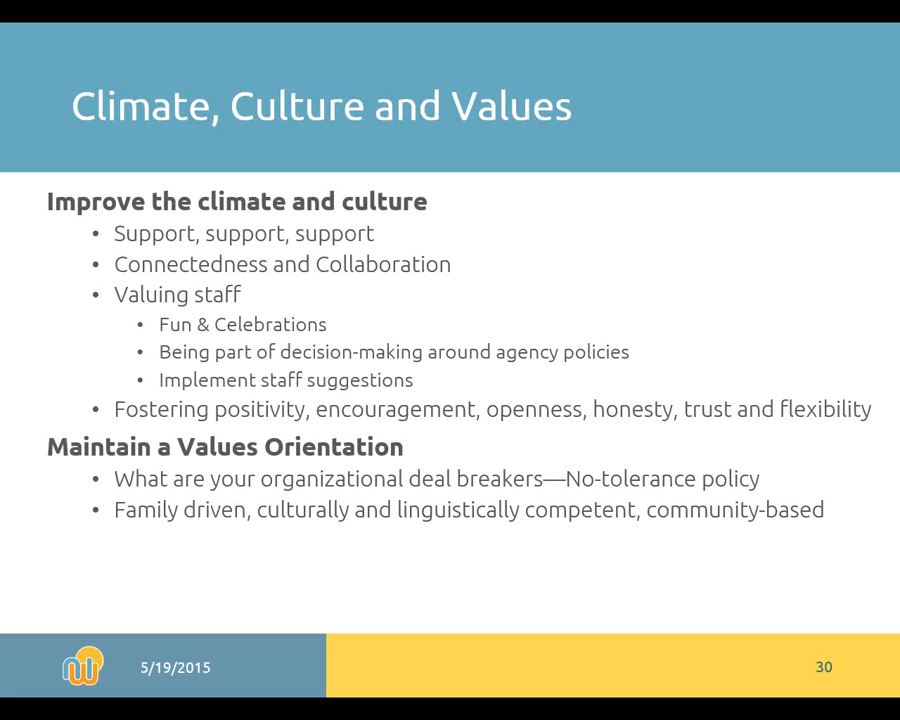 Climate, Culture and Values
Improve the climate and culture
• Support, support, support
• Connectedness and Collaboration
• Valuing staff
• Fun & Celebrations
• Being part of decision-making around agency policies
• Implement staff suggestions
• Fostering positivity, encouragement, openness, honesty, trust and flexibility
Maintain a Values Orientation
• What are your organizational deal breakers—No-tolerance policy
• Family driven, culturally and linguistically competent, community-based
5/19/2015
30